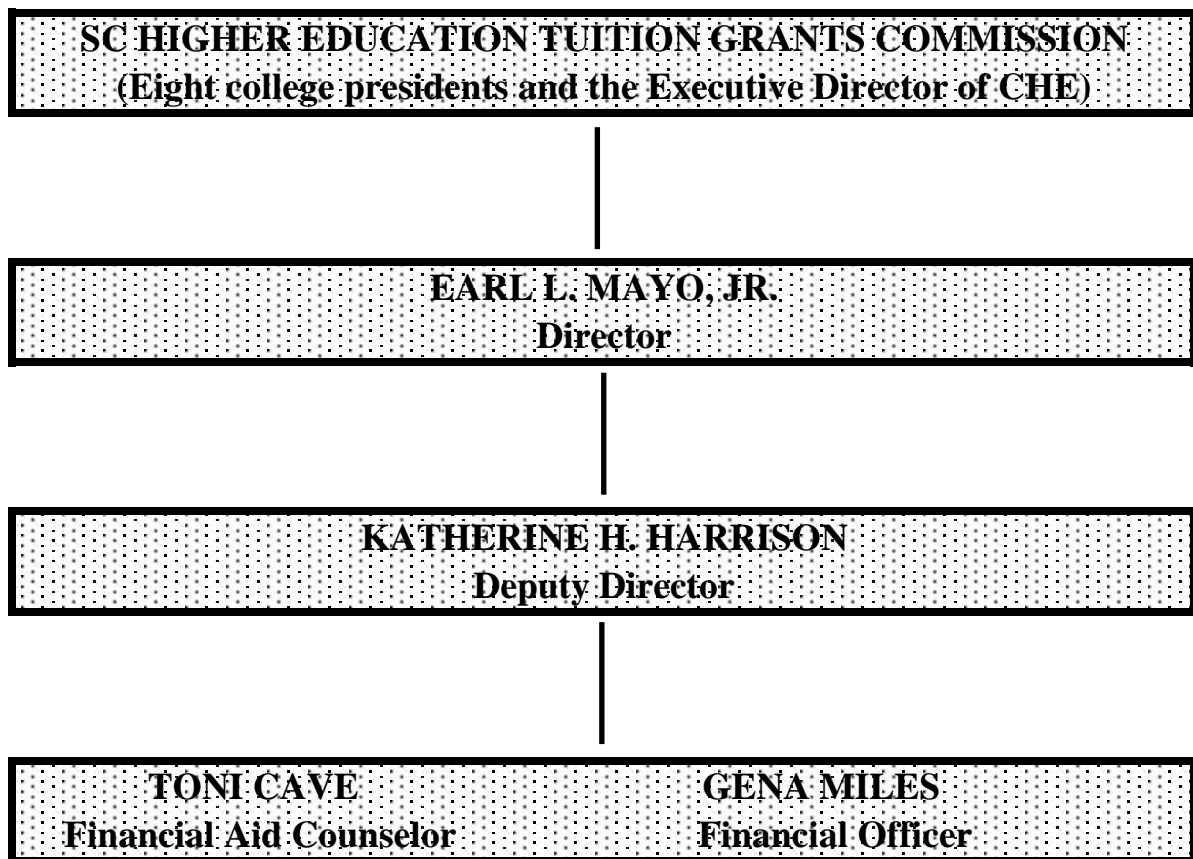 SC HIGHER EDUCATION TUITION GRANTS COMMISSION
(Eight college presidents and the Executive Director of CHE)
EARL L. MAYO, JR.
Director
KATHERINE H. HARRISON
Deputy Director
TONI CAVE GENA MILES
Financial Aid Counselor Financial Officer